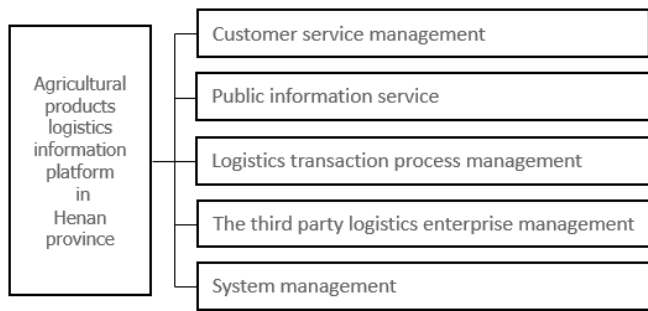 Agricultural
products
logistics
information
platform
in
Henan
province
Customer service management
Public information service
Logistics transaction process management
The third party logistics enterprise management
System management